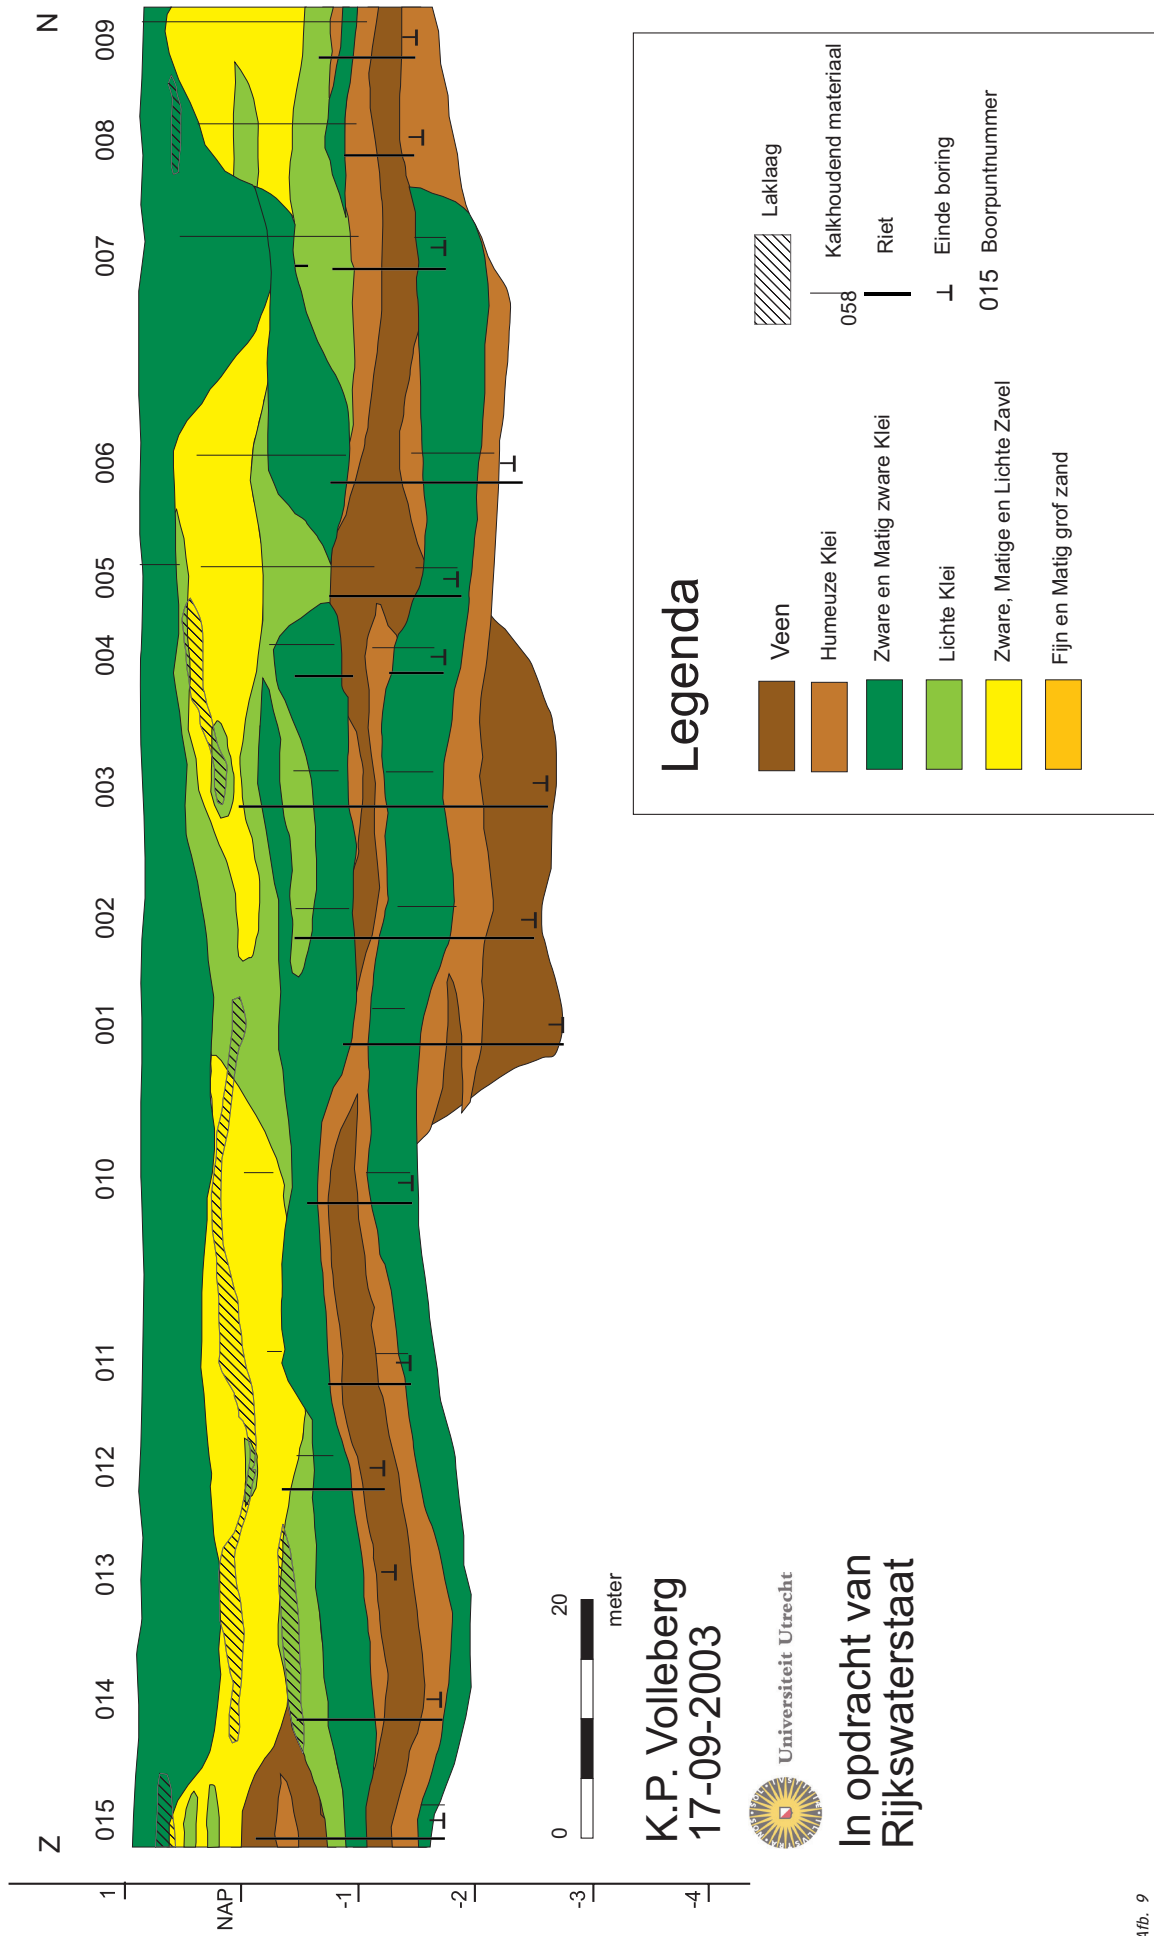 Z
N
015
014
013
012
011
010
001
002
003
004
005
006
007
008
009
1
NAP
-1
-2
-3
-4
0
20
meter
K.P. Volleberg
17-09-2003
Universiteit Utrecht
In opdracht van
Rijkswaterstaat
Legenda
Veen
Humeuze Klei
Zware en Matig zware Klei
Lichte Klei
Zware, Matige en Lichte Zavel
Fijn en Matig grof zand
Laklaag
Kalkhoudend materiaal
058
Riet
Einde boring
015 Boorpuntnummer
Afb. 9